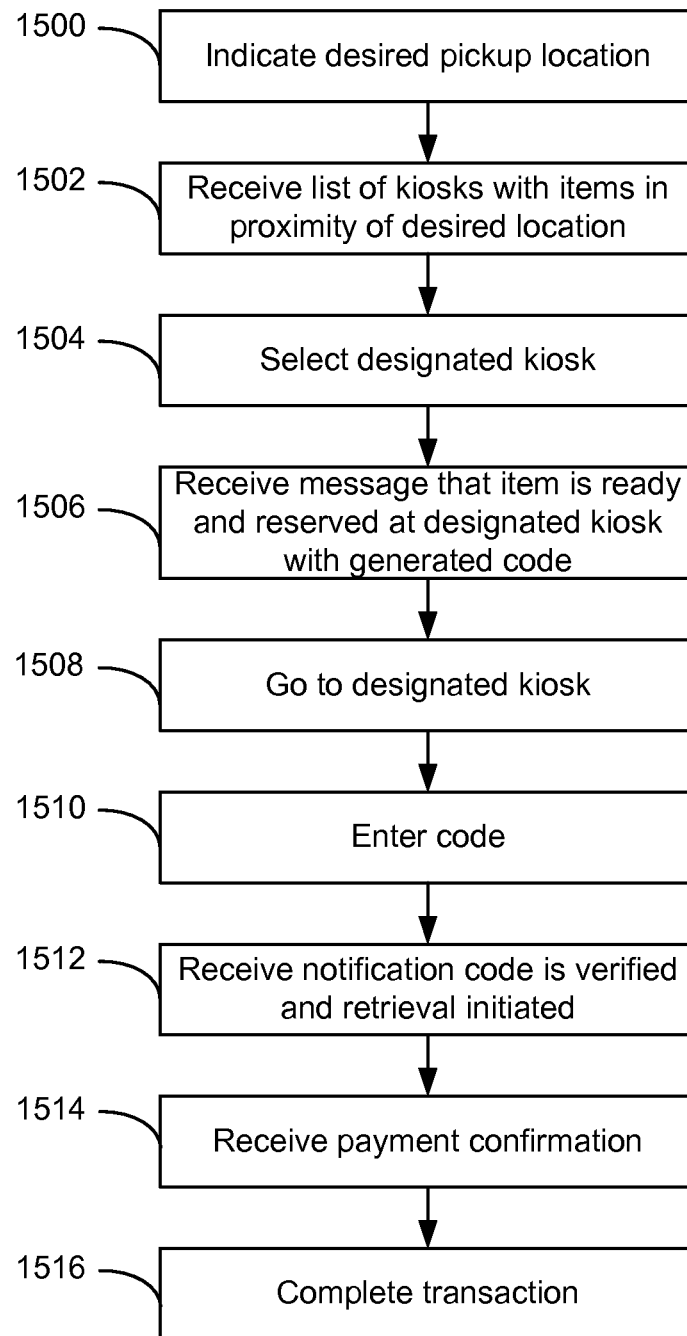 1500
Indicate desired pickup location
1502
Receive list of kiosks with items in
proximity of desired location
1504
Select designated kiosk
1506
Receive message that item is ready
and reserved at designated kiosk
with generated code
1508
Go to designated kiosk
1510
Enter code
1512
Receive notification code is verified
and retrieval initiated
1514
Receive payment confirmation
1516
Complete transaction